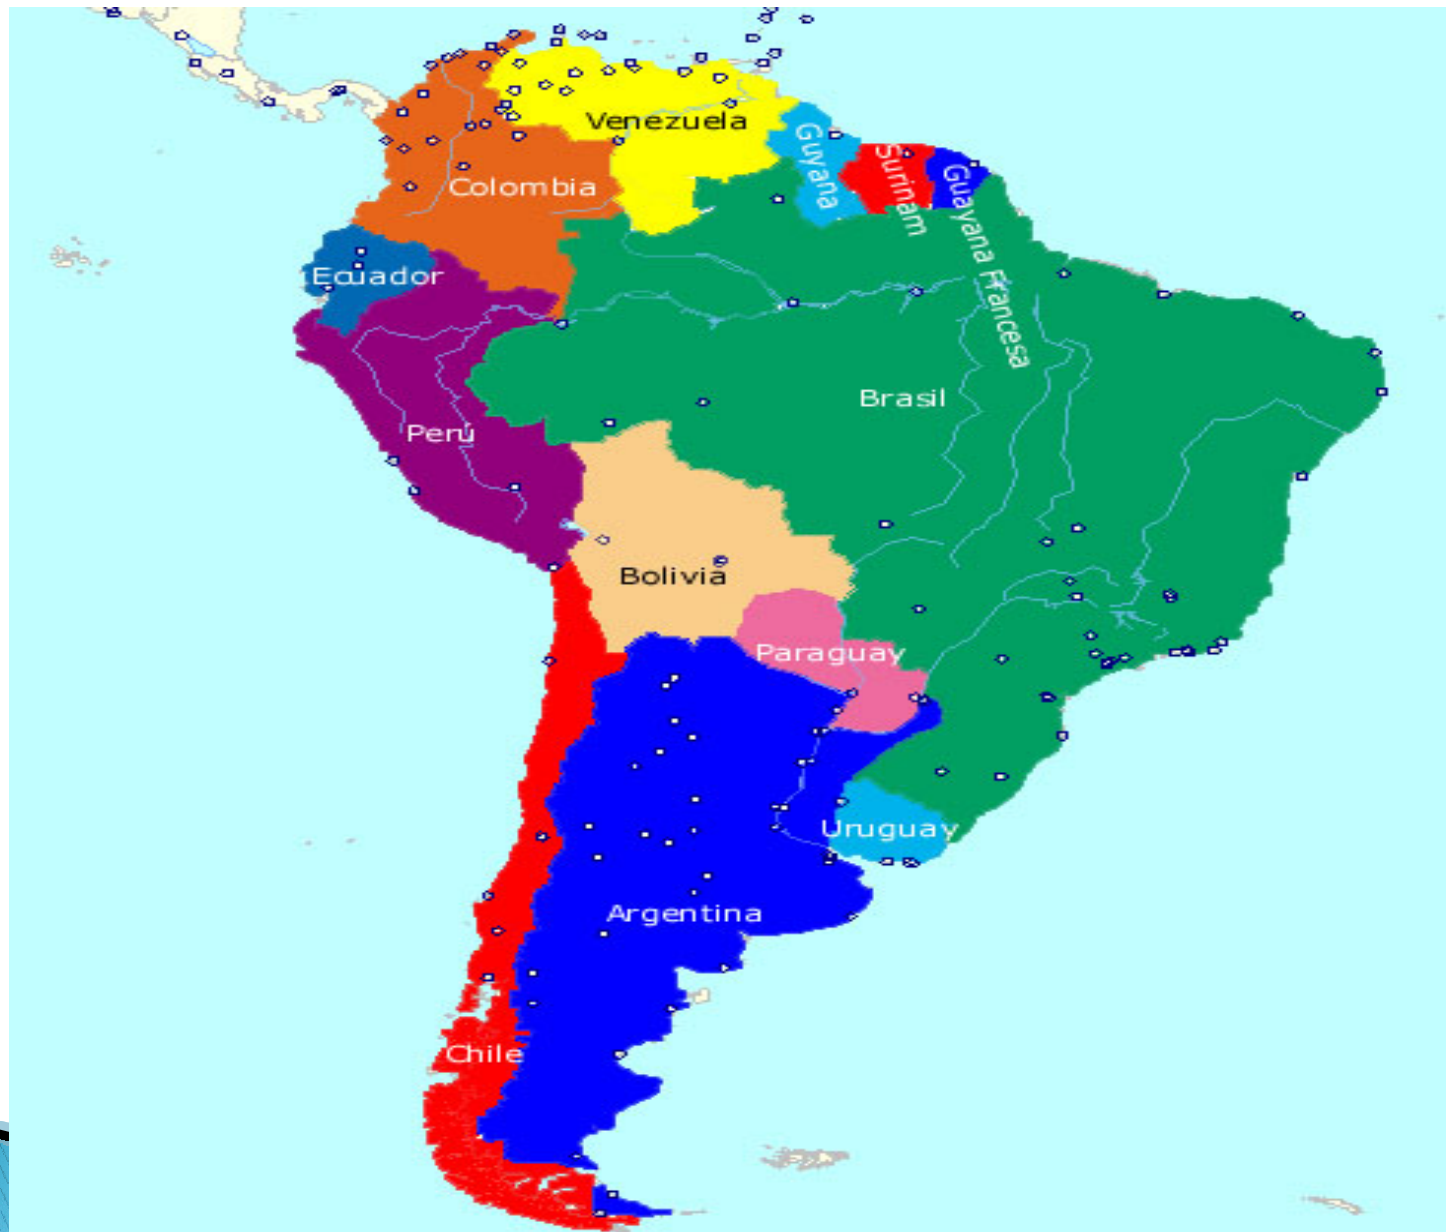 Venezuela
Guyana
Surinam
Guayana Francesa
Colombia
Ecuador
Brasil
Perú
Bolivia
Paraguay
Uruguay
Argentina
Chile